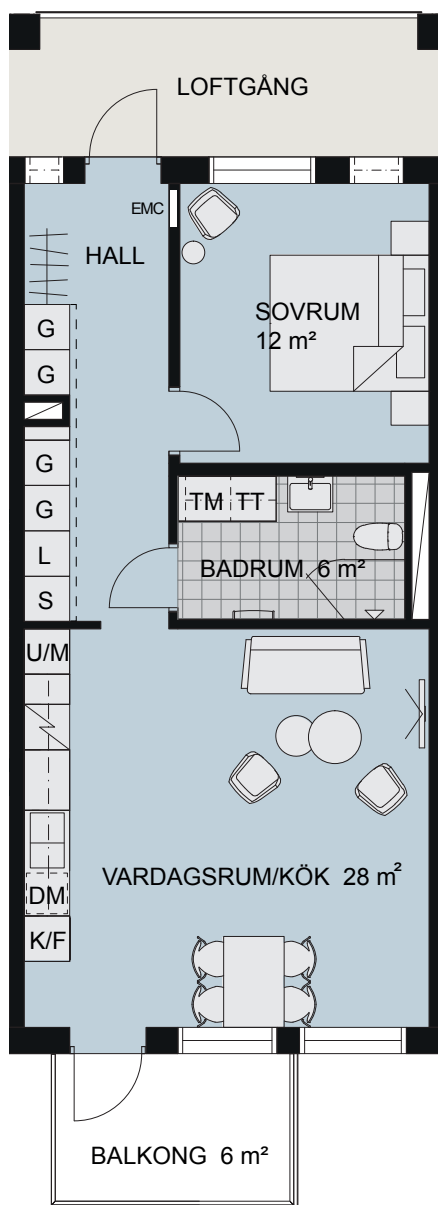 LOFTGÅNG
EMC
HALL
SOVRUM
12 m²
G
G
G
G
L
S
TM TT
BADRUM 6 m²
U/M
VARDAGSRUM/KÖK 28 m²
DM
K/F
BALKONG 6 m²